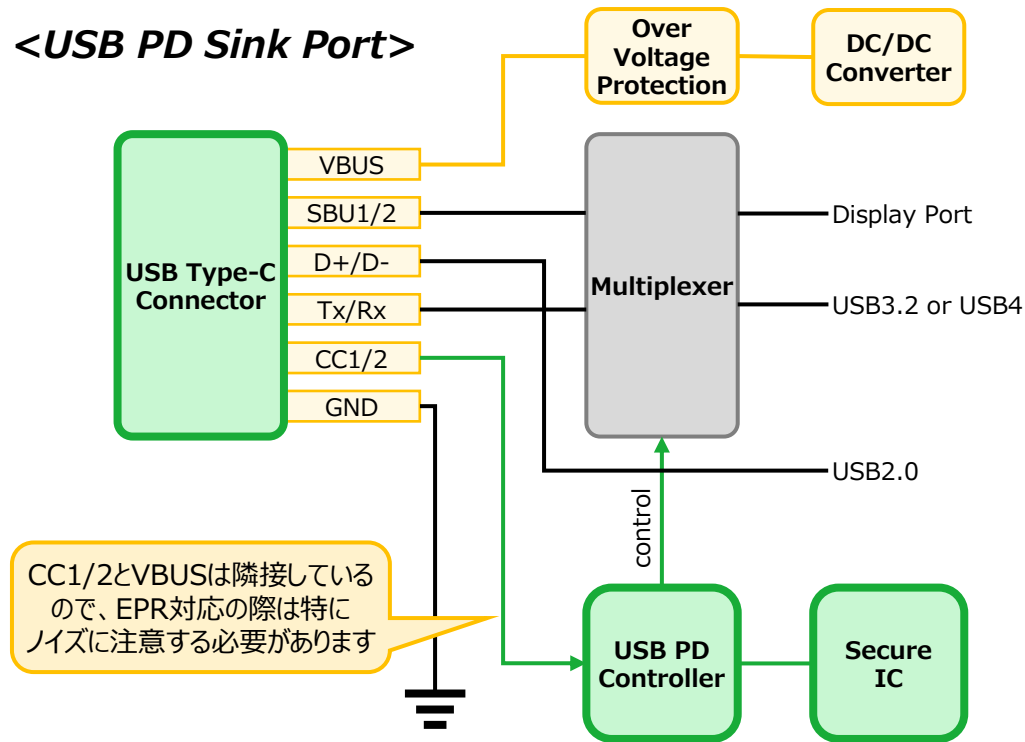 <USB PD Sink Port>
Over
Voltage
Protection
DC/DC
Converter
USB Type-C
Connector
VBUS
SBU1/2
D+/D-
Tx/Rx
CC1/2
GND
Multiplexer
Display Port
USB3.2 or USB4
USB2.0
control
CC1/2とVBUSは隣接している
ので、EPR対応の際は特に
ノイズに注意する必要があります
USB PD
Controller
Secure
IC